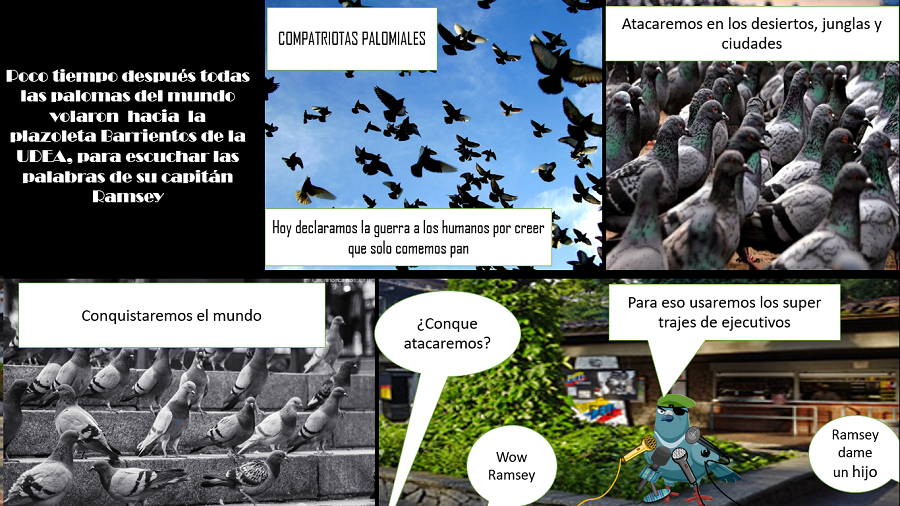 Poco tiempo después todas
las palomas del mundo
volaron hacia la
plazoleta Barrientos de la
UDEA, para escuchar las
palabras de su capitán
Ramsey
COMPATRIOTAS PALOMIALES
Hoy declaramos la guerra a los humanos por creer
que solo comemos pan
Atacaremos en los desiertos, junglas y
ciudades
Conquistaremos el mundo
¿Conque
atacaremos?
Wow
Ramsey
Para eso usaremos los super
trajes de ejecutivos
Ramsey
dame
un hijo